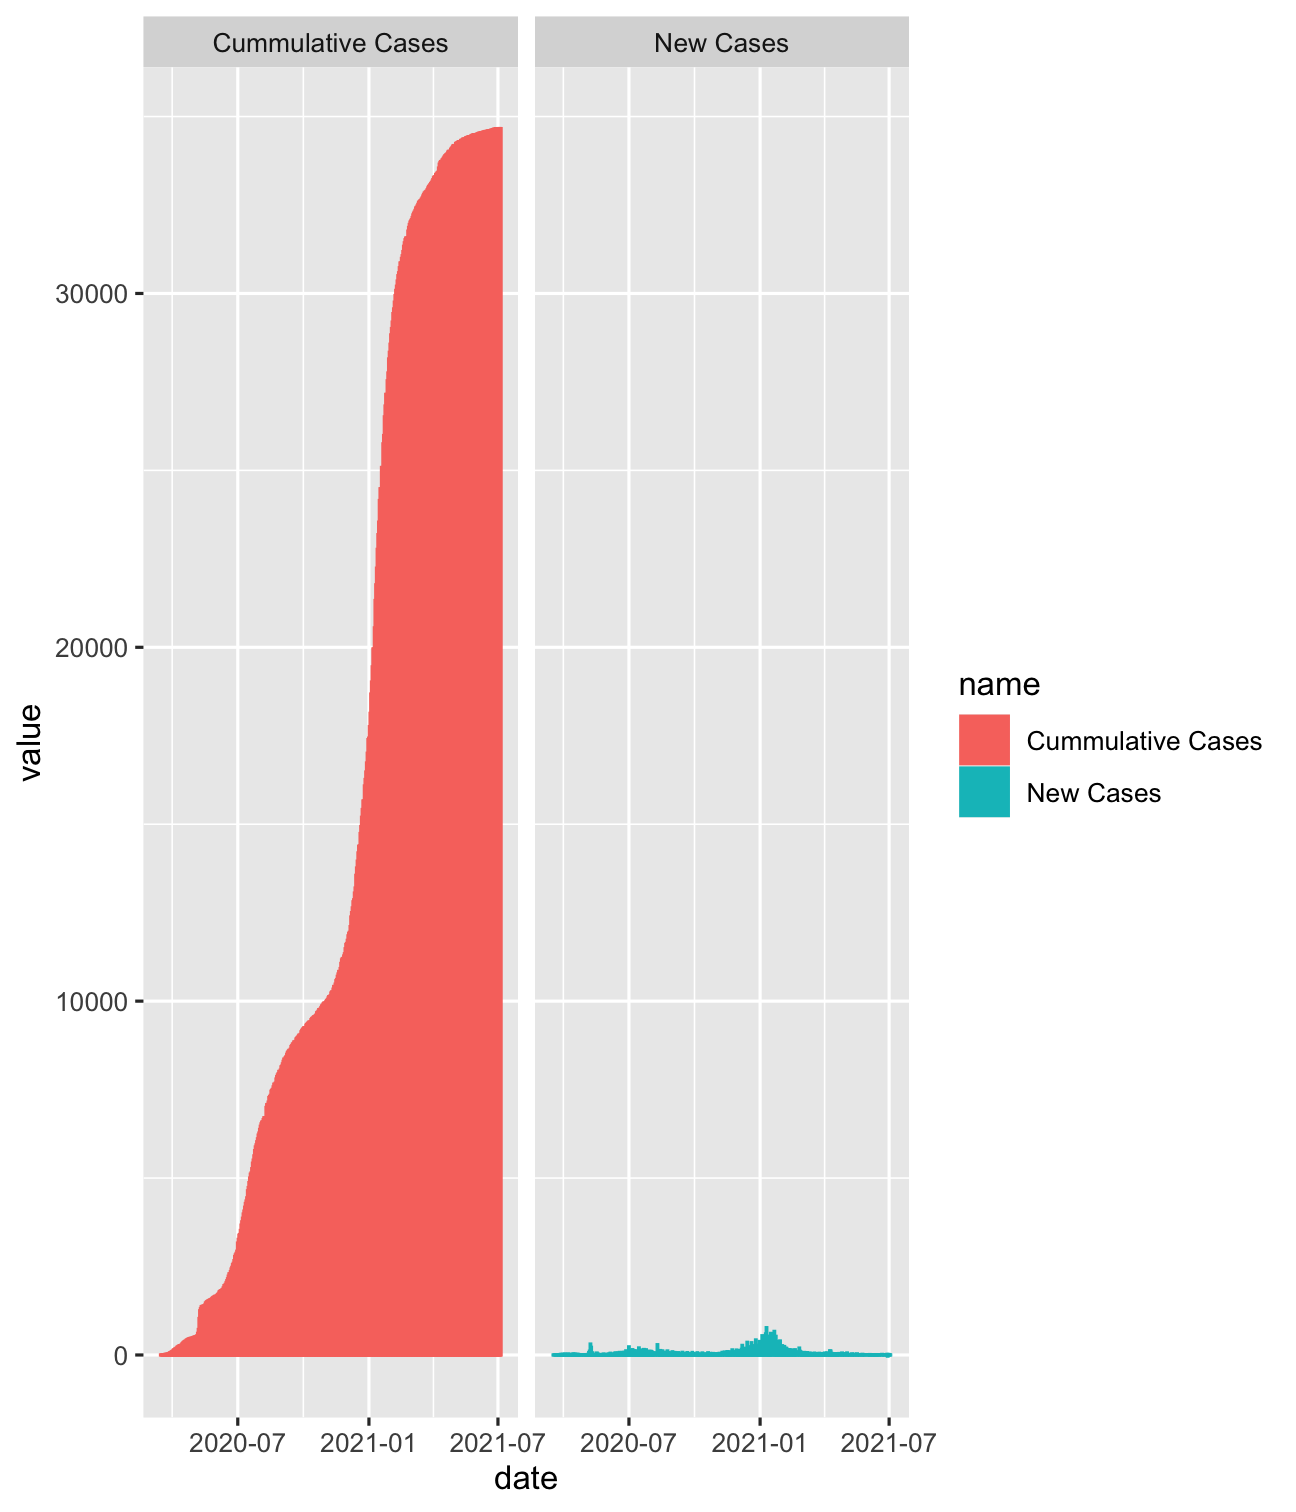 Cummulative Cases
New Cases
30000
20000
10000
0
value
2020-07 2021-01 2021-07
2020-07 2021-01 2021-07
date
name
Cummulative Cases
New Cases